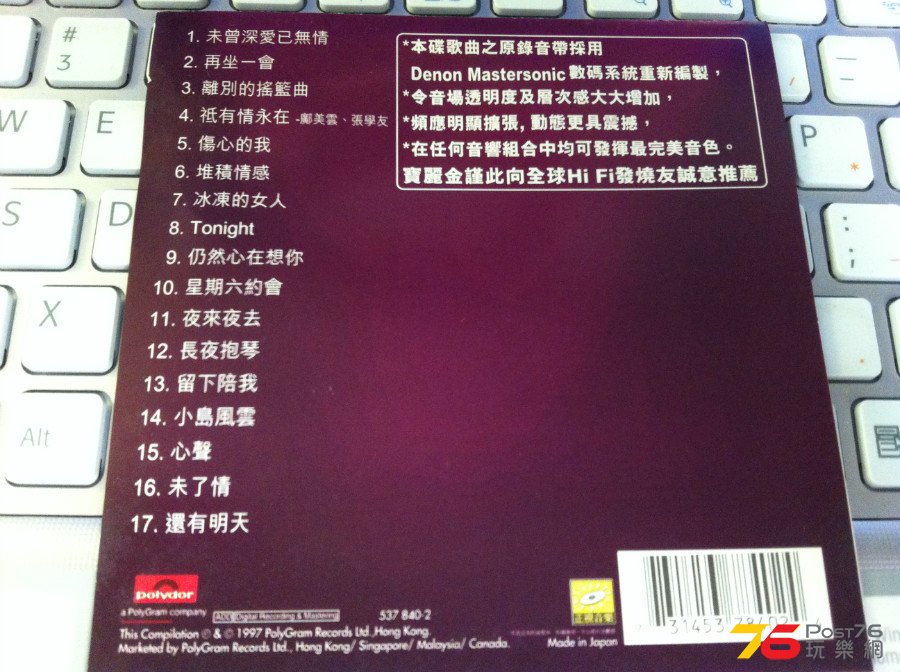 1. 未曾深愛已無情
2. 再坐一會
3. 離別的搖籃曲
4. 祇有情永在 -鄺美雲、張學友
5. 傷心的我
6. 堆積情感
7. 冰凍的女人
8. Tonight
9. 仍然心在想你
10. 星期六約會
11. 夜來夜去
12. 長夜抱琴
13. 留下陪我
14. 小島風雲
15. 心聲
16. 未了情
17. 還有明天
*本碟歌曲之原錄音帶採用
Denon Mastersonic 數碼系統重新編製，
*令音場透明度及層次感大大增加，
*頻應明顯擴張, 動態更具震撼，
*在任何音響組合中均可發揮最完美音色。
寶麗金謹此向全球Hi Fi發燒友誠意推薦
polydor
a PolyGram company
Digital Recording & Mastering
537 840-2
This Compilation ℗ & © 1997 PolyGram Records Ltd.,Hong Kong.
Marketed by PolyGram Records Ltd., Hong Kong/ Singapore/ Malaysia/ Canada.
正視音樂
Made in Japan
31453 78402
76 Post76
玩樂網
#
3
W
E
S
D
X
Alt
P
*